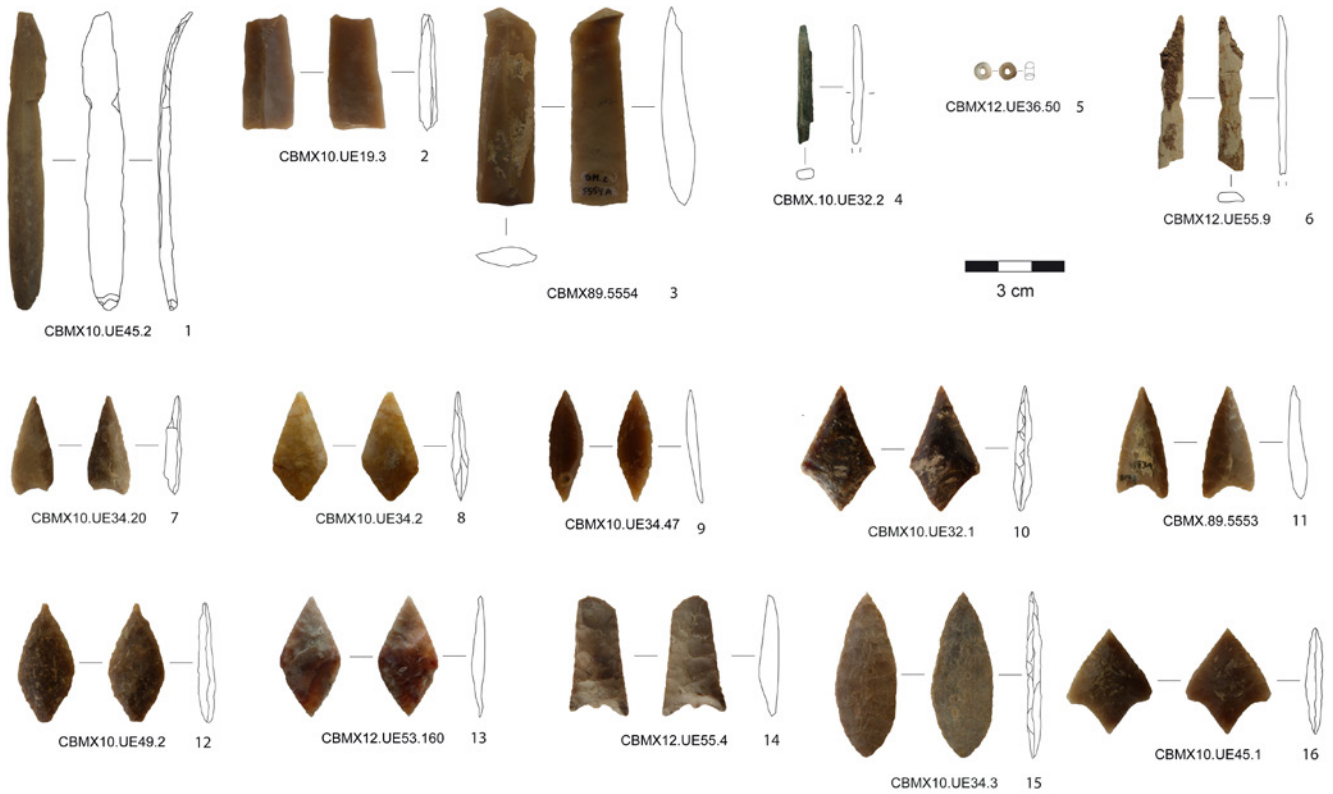 CBMX10.UE45.2 1
CBMX10.UE19.3 2
CBMX89.5554 3
CBMX.10.UE32.2 4
CBMX12.UE36.50 5
CBMX12.UE55.9 6
3 cm
CBMX10.UE34.20 7
CBMX10.UE34.2 8
CBMX10.UE34.47 9
CBMX10.UE32.1 10
CBMX.89.5553 11
CBMX10.UE49.2 12
CBMX12.UE53.160 13
CBMX12.UE55.4 14
CBMX10.UE34.3 15
CBMX10.UE45.1 16